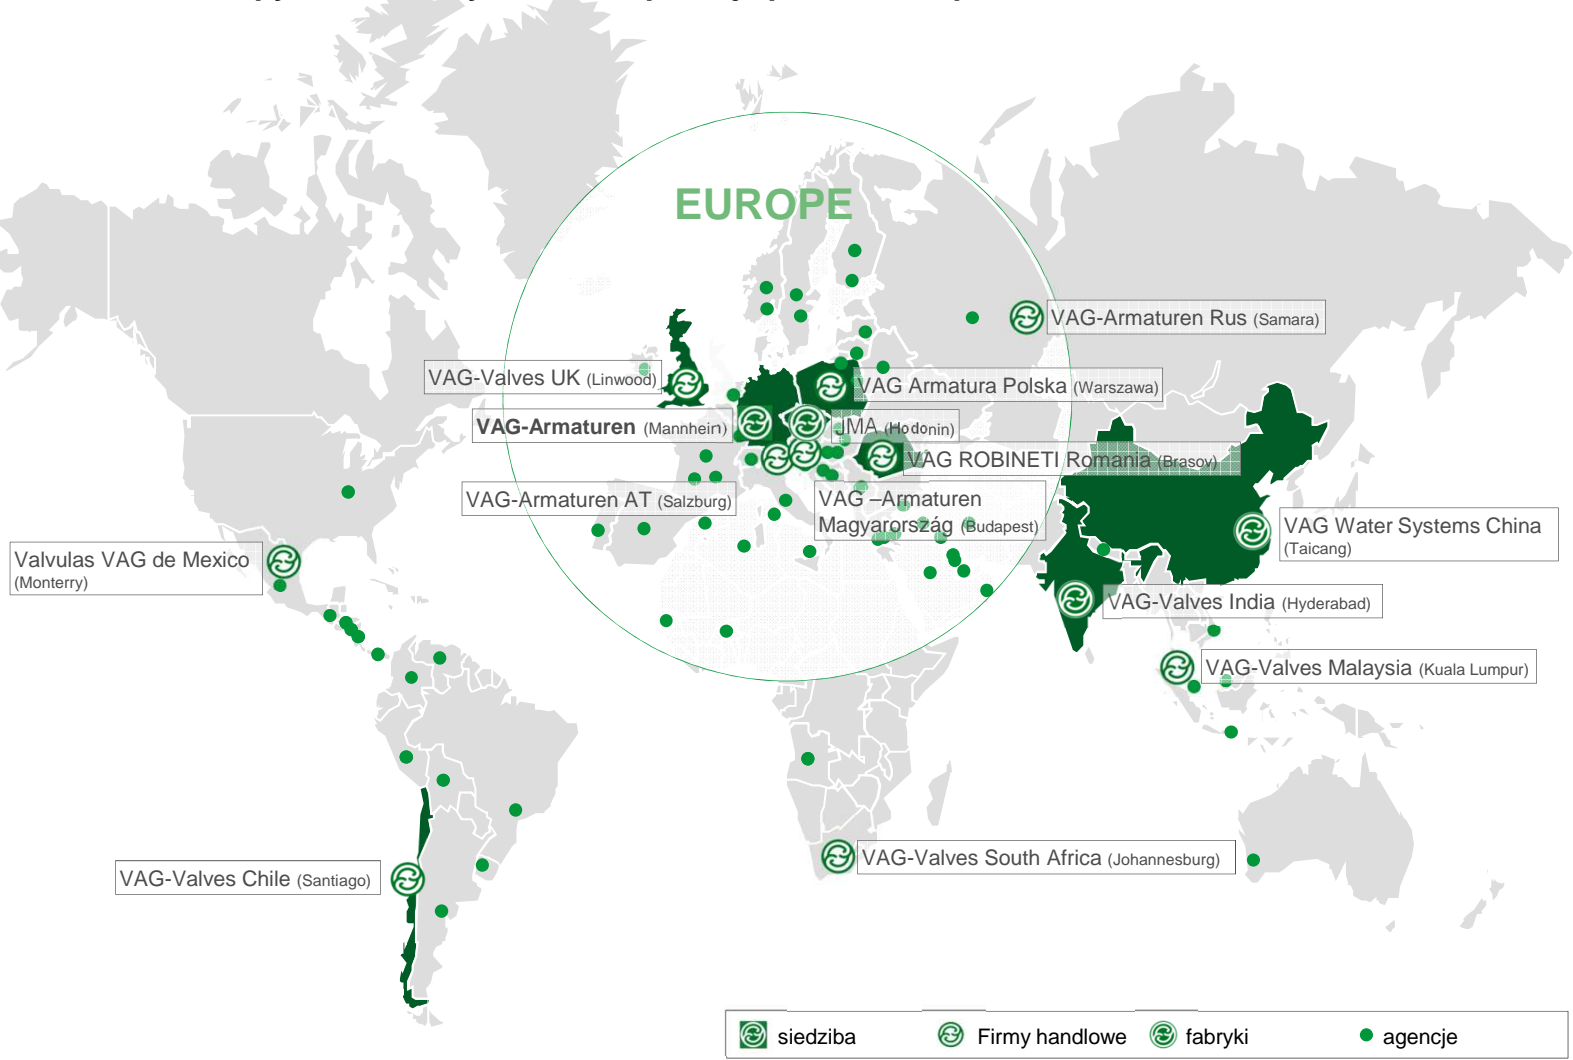 EUROPE
VAG-Armaturen Rus (Samara)
VAG-Valves UK (Linwood)
VAG Armatura Polska (Warszawa)
VAG-Armaturen (Mannhein)
JMA (Hodonin)
VAG ROBINETI Romania (Brasov)
VAG-Armaturen AT (Salzburg)
VAG –Armaturen
Magyarország (Budapest)
VAG Water Systems China
(Taicang)
Valvulas VAG de Mexico
(Monterry)
VAG-Valves India (Hyderabad)
VAG-Valves Malaysia (Kuala Lumpur)
VAG-Valves South Africa (Johannesburg)
VAG-Valves Chile (Santiago)
siedziba
Firmy handlowe
fabryki
agencje